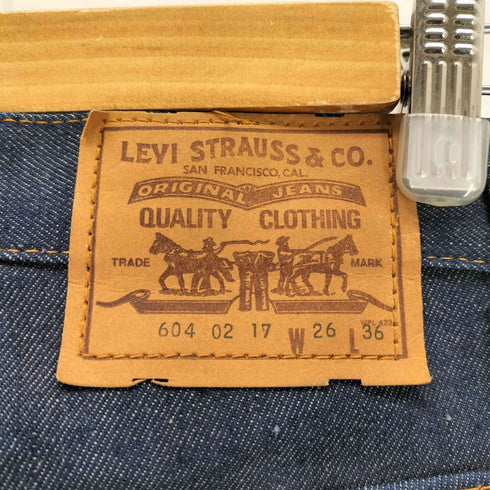 LEVI STRAUSS & CO.
SAN FRANCISCO, CAL.
ORIGINAL JEANS
QUALITY CLOTHING
TRADE MARK
604 02 17 W 26 L 36